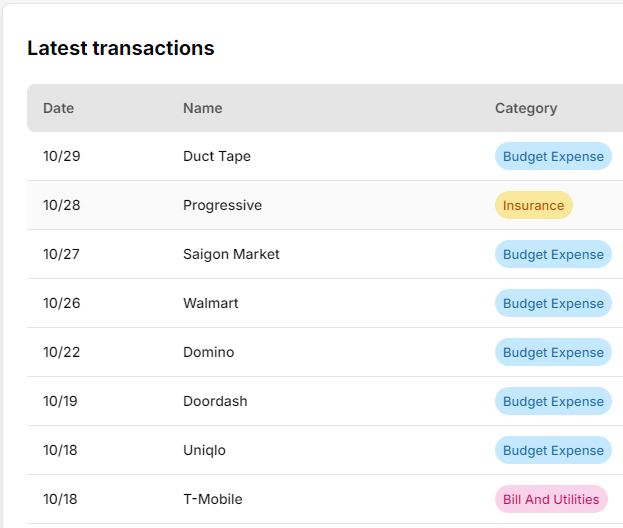 Latest transactions
Date Name Category
10/29 Duct Tape Budget Expense
10/28 Progressive Insurance
10/27 Saigon Market Budget Expense
10/26 Walmart Budget Expense
10/22 Domino Budget Expense
10/19 Doordash Budget Expense
10/18 Uniqlo Budget Expense
10/18 T-Mobile Bill And Utilities